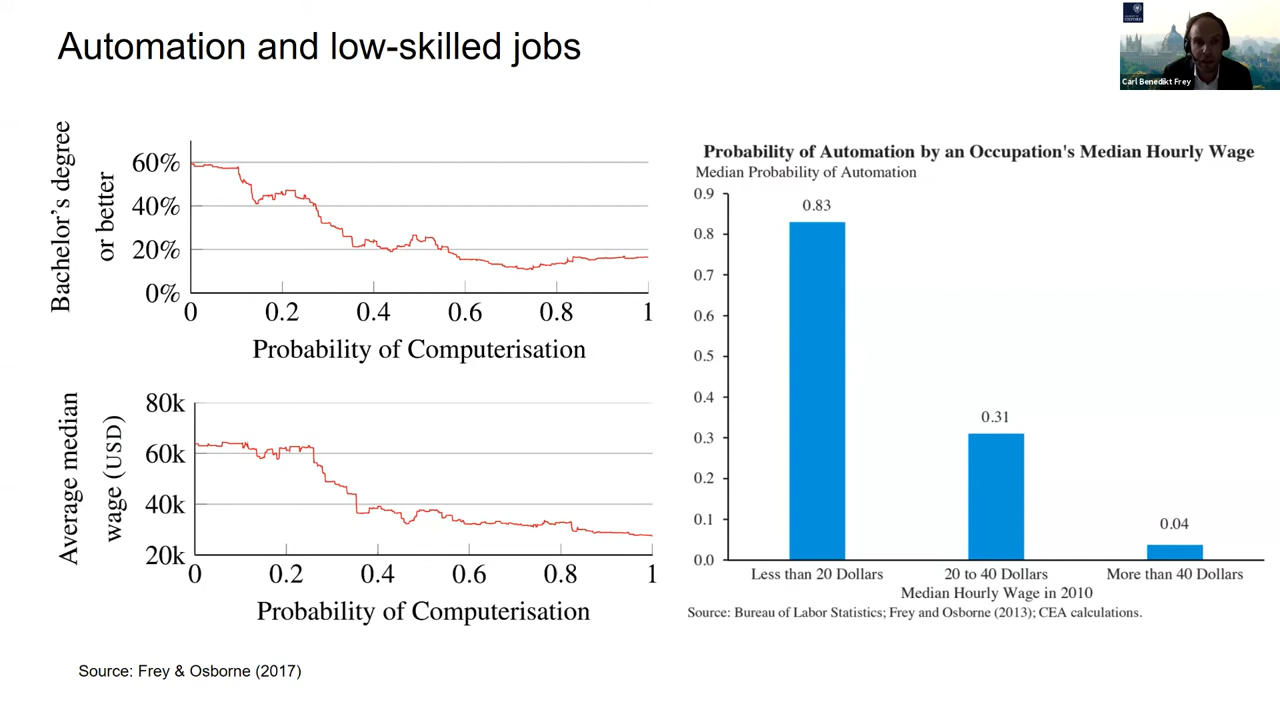 Automation and low-skilled jobs
OXFORD
Carl Benedikt Frey
Bachelor's degree
or better
60%
40%
20%
0%
0 0.2 0.4 0.6 0.8 1
Probability of Computerisation
Average median
wage (USD)
80k
60k
40k
20k
0 0.2 0.4 0.6 0.8 1
Probability of Computerisation
Probability of Automation by an Occupation's Median Hourly Wage
Median Probability of Automation
0.9
0.8
0.7
0.6
0.5
0.4
0.3
0.2
0.1
0.0
0.83
0.31
0.04
Less than 20 Dollars 20 to 40 Dollars More than 40 Dollars
Median Hourly Wage in 2010
Source: Bureau of Labor Statistics; Frey and Osborne (2013); CEA calculations.
Source: Frey & Osborne (2017)